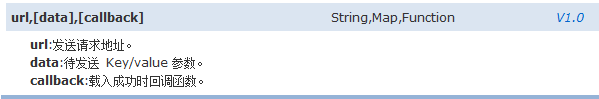 url,[data],[callback] String,Map,Function V1.0
url:发送请求地址。
data:待发送 Key/value 参数。
callback:载入成功时回调函数。